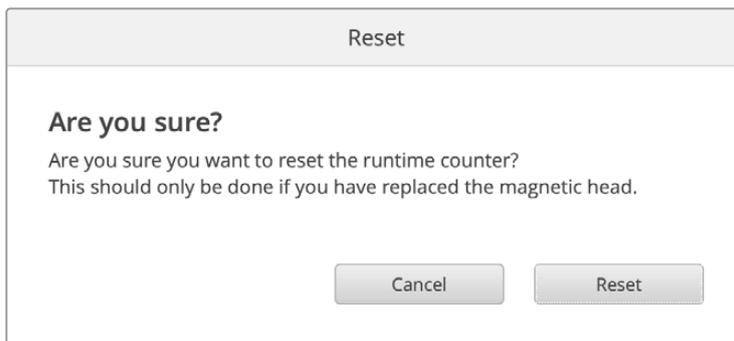 Reset
Are you sure?
Are you sure you want to reset the runtime counter?
This should only be done if you have replaced the magnetic head.
Cancel
Reset